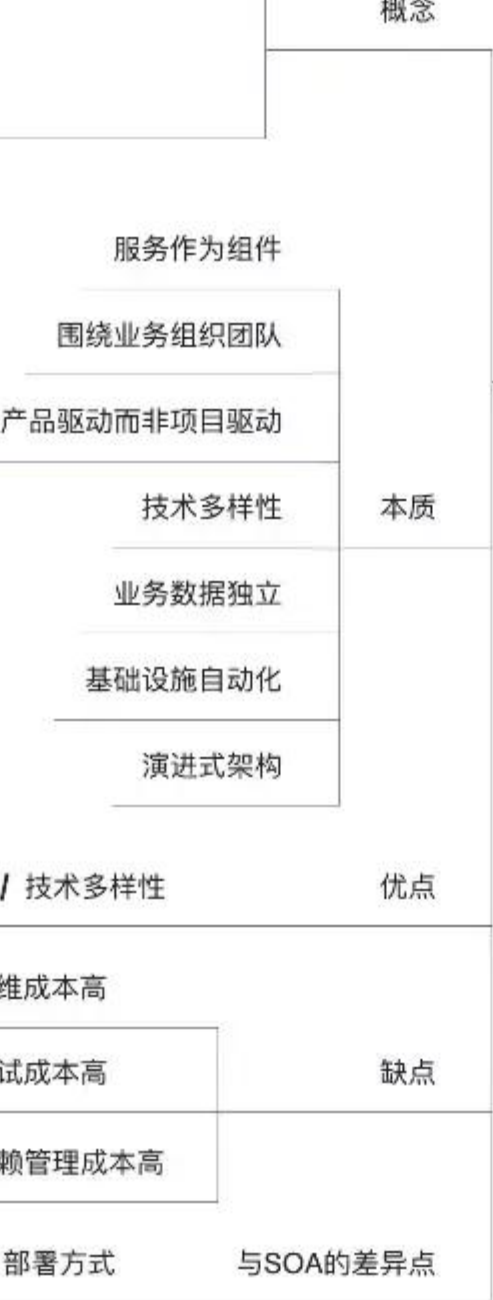 概念
服务作为组件
围绕业务组织团队
产品驱动而非项目驱动
技术多样性
本质
业务数据独立
基础设施自动化
演进式架构
/ 技术多样性
优点
维成本高
试成本高
缺点
赖管理成本高
部署方式
与SOA的差异点